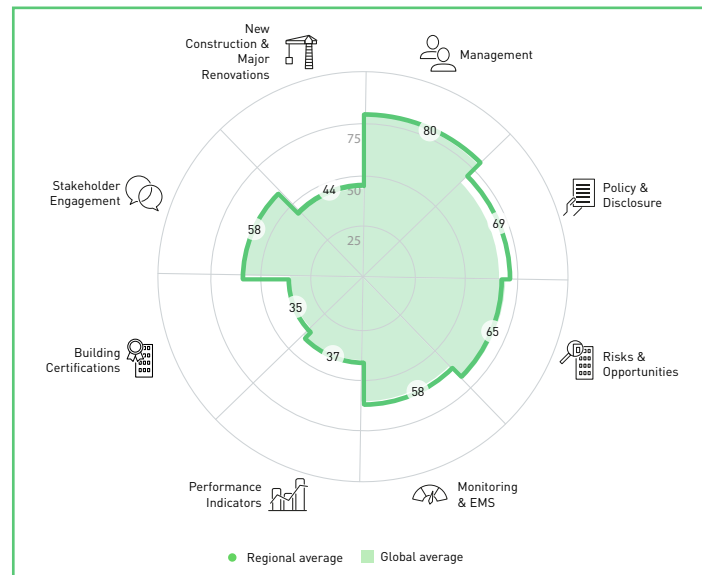 New
Construction &
Major
Renovations
Management
80
75
Policy &
Disclosure
Stakeholder
Engagement
44
50
69
58
25
35
65
Building
Certifications
Risks &
Opportunities
37
58
Performance
Indicators
Monitoring
& EMS
Regional average
Global average